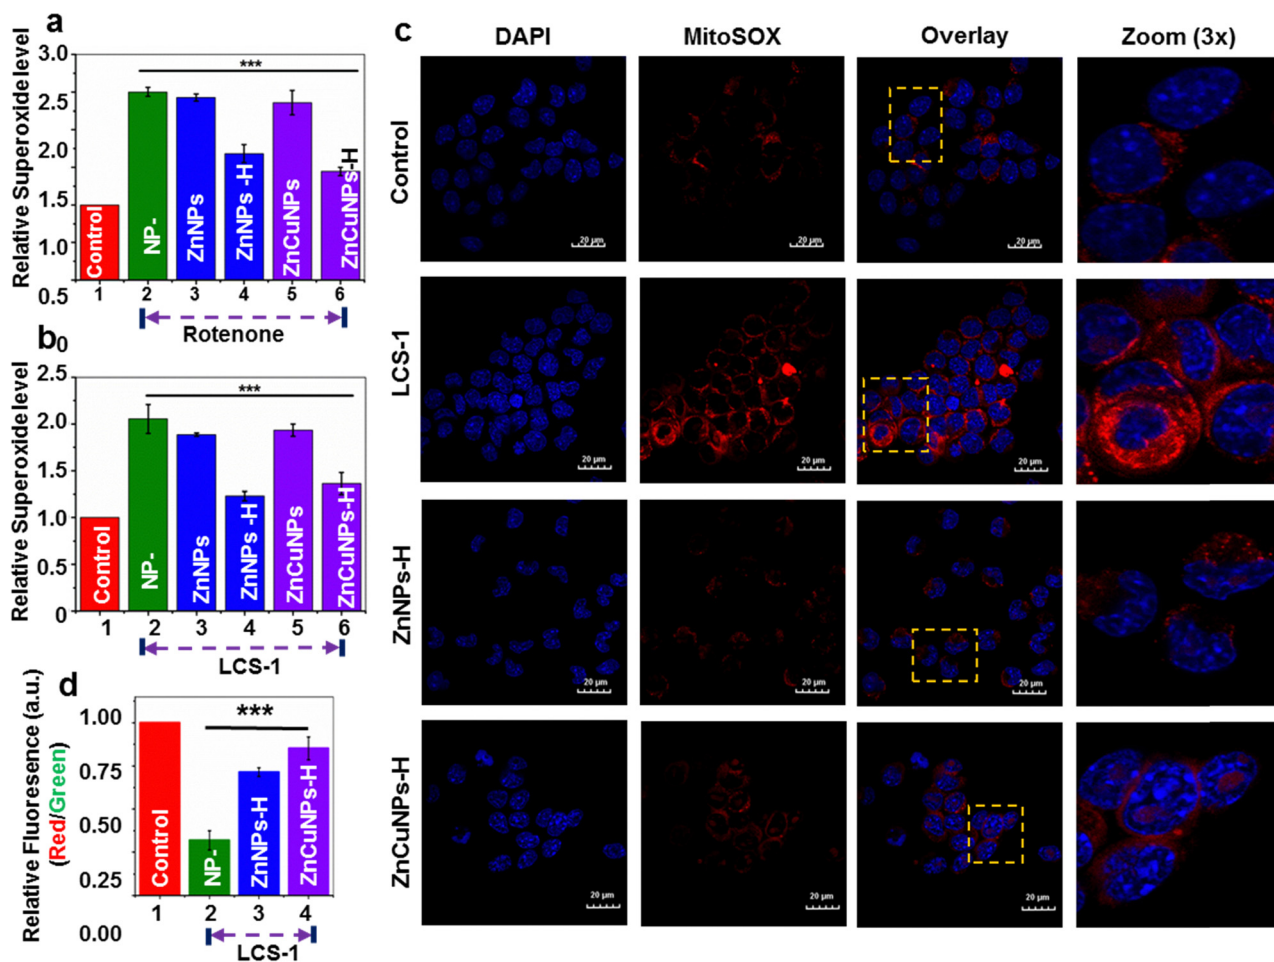 a
Relative Superoxide level
3.0
2.5
2.0
1.5
1.0
0.5
***
Control
NP-
ZnNPs
ZnNPs -H
ZnCuNPs
ZnCuNPs-H
1 2 3 4 5 6
Rotenone
b
0
Relative Superoxide level
2.5
2.0
1.5
1.0
0.5
0
***
Control
NP-
ZnNPs
ZnNPs -H
ZnCuNPs
ZnCuNPs-H
1 2 3 4 5 6
LCS-1
d
Relative Fluoresence (a.u.)
(Red/Green)
1.00
0.75
0.50
0.25
0.00
***
Control
NP-
ZnNPs-H
ZnCuNPs-H
1 2 3 4
LCS-1
c
DAPI MitoSOX Overlay Zoom (3x)
Control
20 µm 20 µm 20 µm
LCS-1
20 µm 20 µm 20 µm
ZnNPs-H
20 µm 20 µm 20 µm
ZnCuNPs-H
20 µm 20 µm 20 µm